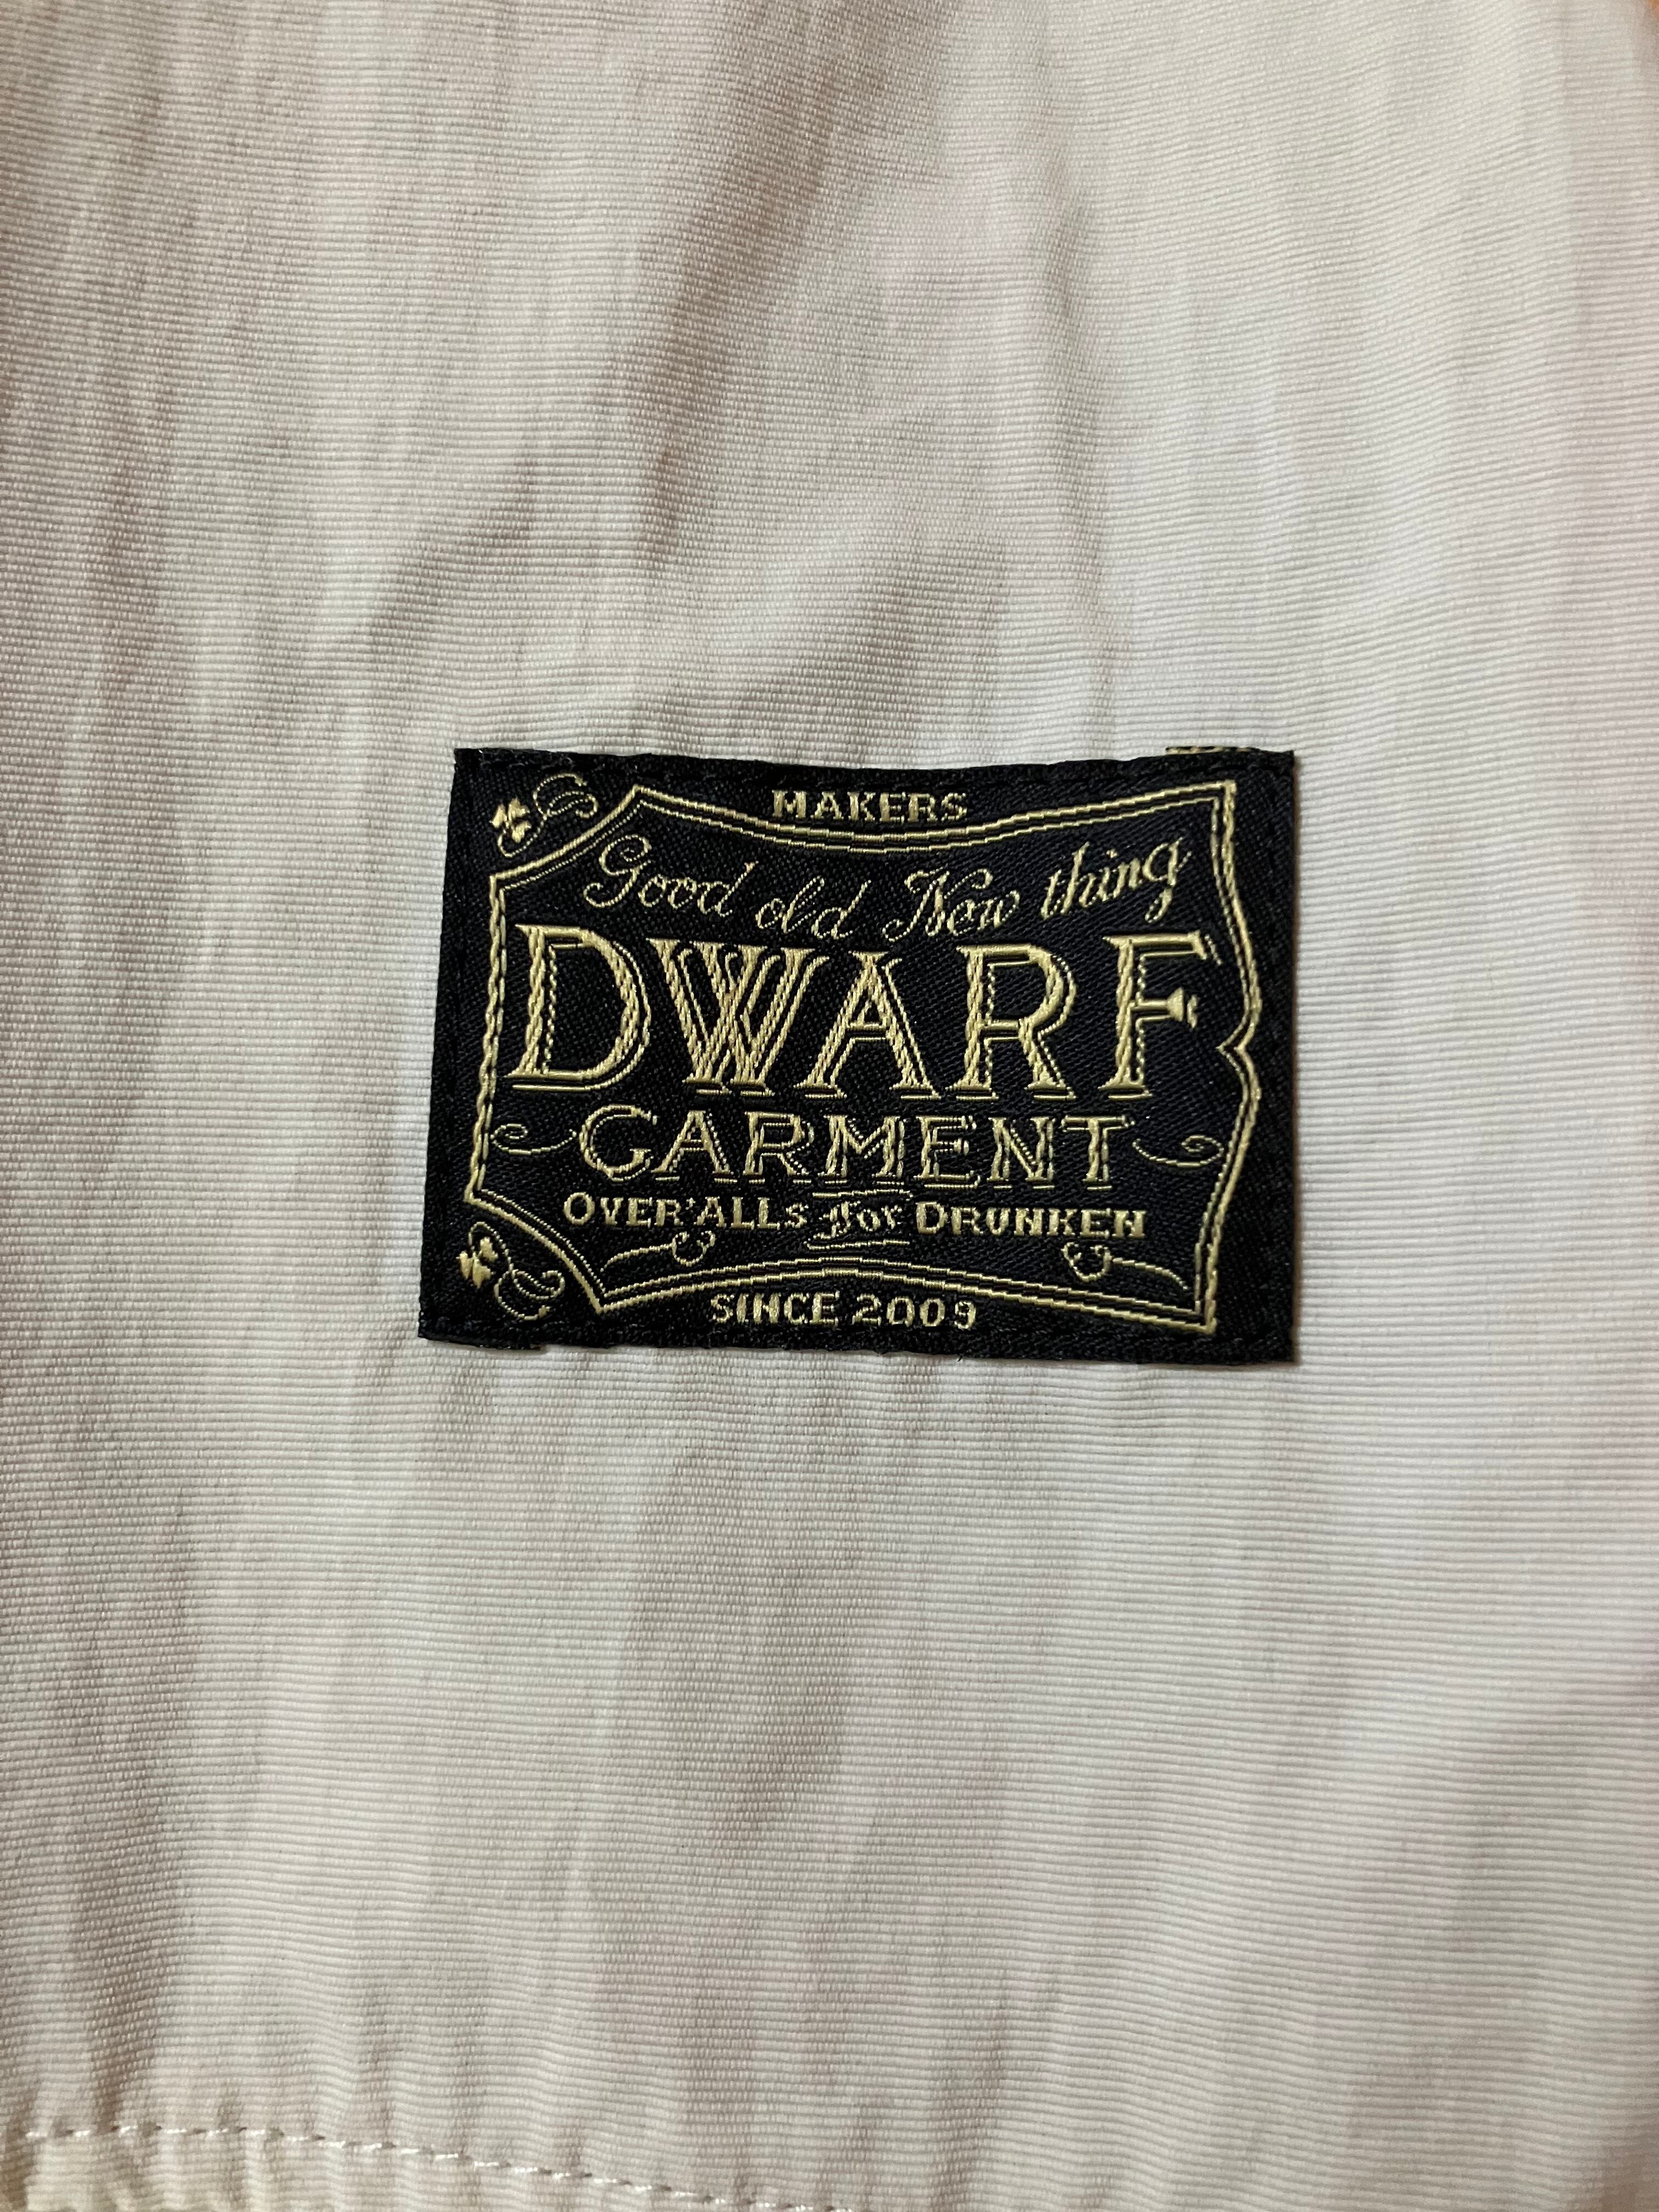 MAKERS
Good old New thing
DWARF
GARMENT
OVER'ALLS for DRUNKEN
SINCE 2009